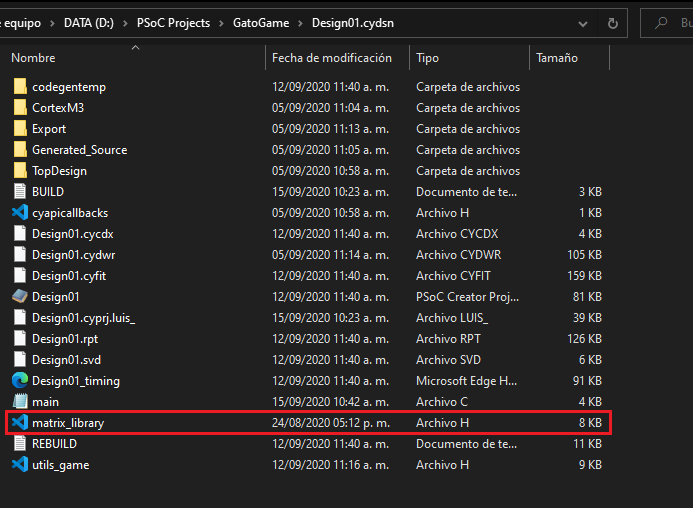 equipo > DATA (D:) > PSoC Projects > GatoGame > Design01.cydsn
Nombre Fecha de modificación Tipo Tamaño
codegentemp 12/09/2020 11:40 a. m. Carpeta de archivos
CortexM3 05/09/2020 11:04 a. m. Carpeta de archivos
Export 05/09/2020 11:13 a. m. Carpeta de archivos
Generated_Source 05/09/2020 11:05 a. m. Carpeta de archivos
TopDesign 05/09/2020 10:58 a. m. Carpeta de archivos
BUILD 15/09/2020 10:23 a. m. Documento de te... 3 KB
cyapicallbacks 05/09/2020 10:58 a. m. Archivo H 1 KB
Design01.cycdx 12/09/2020 11:40 a. m. Archivo CYCDX 4 KB
Design01.cydwr 05/09/2020 11:14 a. m. Archivo CYDWR 105 KB
Design01.cyfit 12/09/2020 11:40 a. m. Archivo CYFIT 159 KB
Design01 12/09/2020 11:40 a. m. PSoC Creator Proj... 81 KB
Design01.cyprj.luis_ 15/09/2020 10:23 a. m. Archivo LUIS_ 39 KB
Design01.rpt 12/09/2020 11:40 a. m. Archivo RPT 126 KB
Design01.svd 12/09/2020 11:40 a. m. Archivo SVD 6 KB
Design01_timing 12/09/2020 11:40 a. m. Microsoft Edge H... 91 KB
main 15/09/2020 10:42 a. m. Archivo C 4 KB
matrix_library 24/08/2020 05:12 p. m. Archivo H 8 KB
REBUILD 12/09/2020 11:40 a. m. Documento de te... 11 KB
utils_game 12/09/2020 11:16 a. m. Archivo H 9 KB